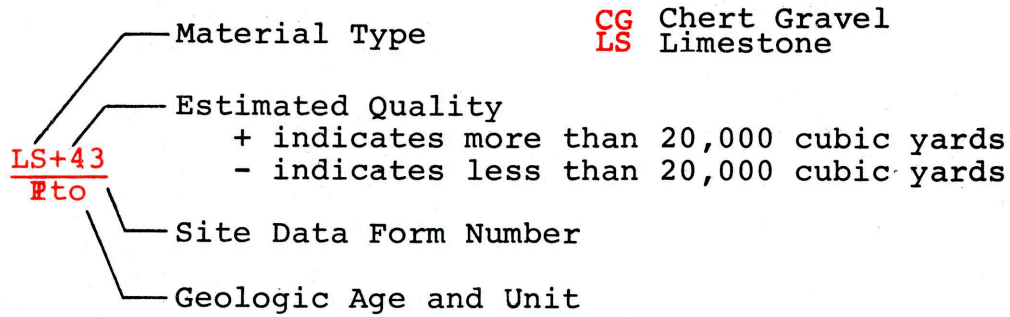 Material Type
CG Chert Gravel
LS Limestone
Estimated Quality
+ indicates more than 20,000 cubic yards
- indicates less than 20,000 cubic yards
LS+43
ℙto
Site Data Form Number
Geologic Age and Unit